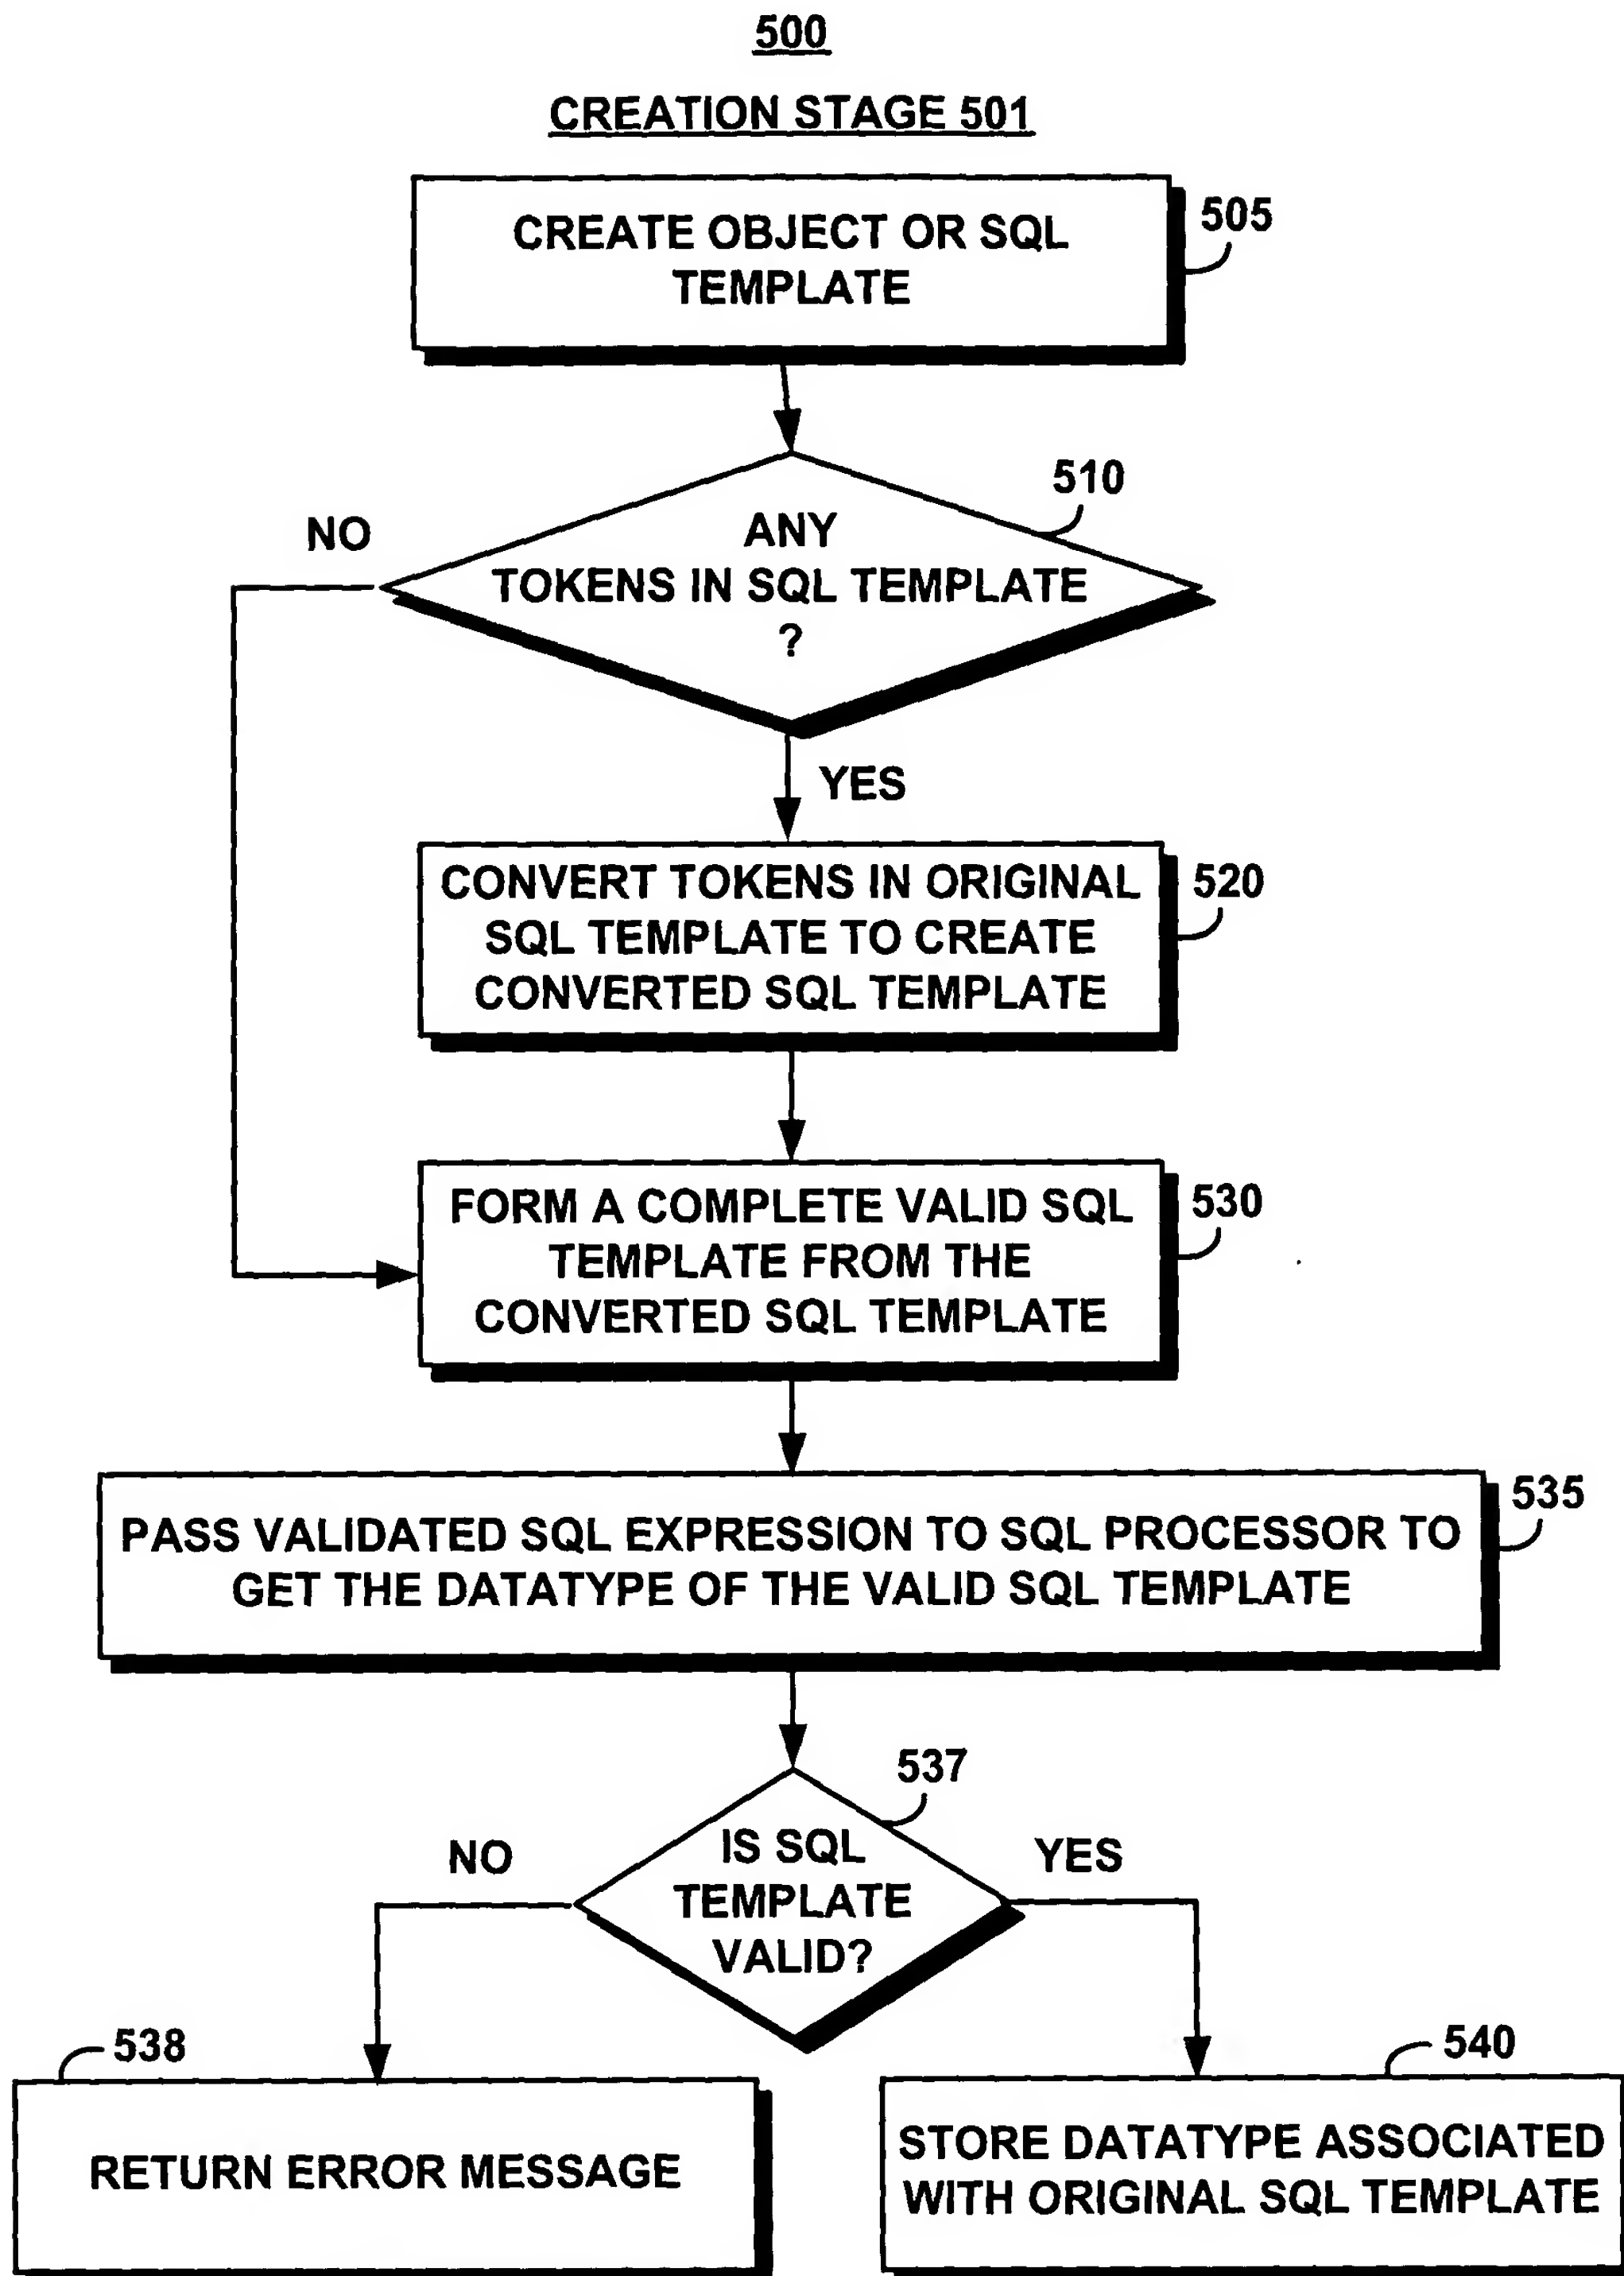 500
CREATION STAGE 501
CREATE OBJECT OR SQL
TEMPLATE
505
510
NO
ANY
TOKENS IN SQL TEMPLATE
?
YES
CONVERT TOKENS IN ORIGINAL
SQL TEMPLATE TO CREATE
CONVERTED SQL TEMPLATE
520
FORM A COMPLETE VALID SQL
TEMPLATE FROM THE
CONVERTED SQL TEMPLATE
530
PASS VALIDATED SQL EXPRESSION TO SQL PROCESSOR TO
GET THE DATATYPE OF THE VALID SQL TEMPLATE
535
537
NO
IS SQL
TEMPLATE
VALID?
YES
538
RETURN ERROR MESSAGE
540
STORE DATATYPE ASSOCIATED
WITH ORIGINAL SQL TEMPLATE